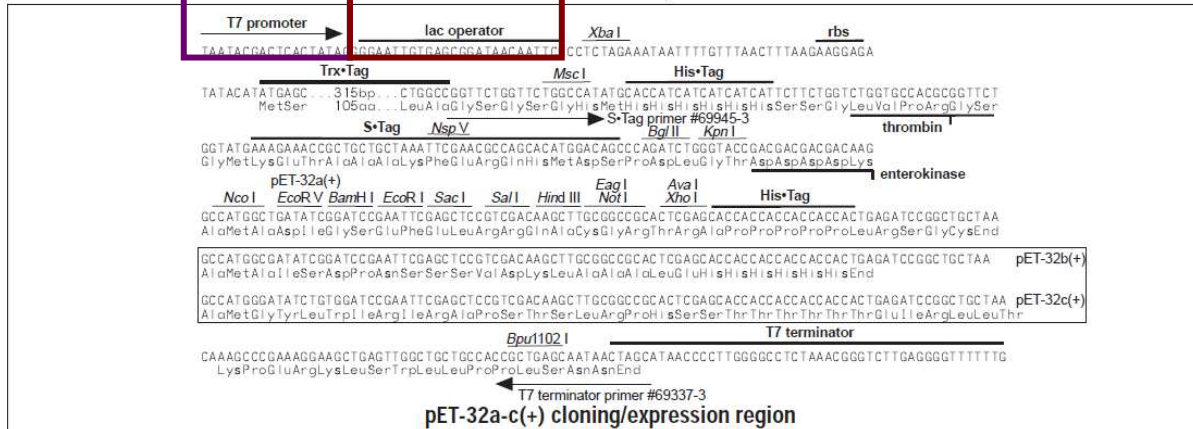 T7 promoter
lac operator
Xba I
rbs
TAATACGACTCACTATAGGGGAATTGTGAGCGGATAACAATTCCCCTCTAGAAATAATTTTGTTTAACTTTAAGAAGGAGA
Trx•Tag
Msc I
His•Tag
TATACATATGAGC...315bp...CTGGCCGGTTCTGGTTCTGGCCATATGCACCATCATCATCATCATTCTTCTGGTCTGGTGCCACGCGGTTCT
MetSer 105aa...LeuAlaGlySerGlySerGlyHisMetHisHisHisHisHisHisSerSerGlyLeuValProArgGlySer
S•Tag primer #69945-3
thrombin
S•Tag
Nsp V
Bgl II
Kpn I
GGTATGAAAGAAACCGCTGCTGCTAAATTCGAACGCCAGCACATGGACAGCCCAGATCTGGGTACCGACGACGACGACAAG
GlyMetLysGluThrAlaAlaAlaLysPheGluArgGlnHisMetAspSerProAspLeuGlyThrAspAspAspAspLys
enterokinase
pET-32a(+)
Nco I EcoR V BamH I EcoR I Sac I Sal I Hind III Eag I Not I Ava I Xho I His•Tag
GCCATGGCTGATATCGGATCCGAATTCGAGCTCCGTCGACAAGCTTGCGGCCGCACTCGAGCACCACCACCACCACCACTGAGATCCGGCTGCTAA
AlaMetAlaAspIleGlySerGluPheGluLeuArgArgGlnAlaCysGlyArgThrArgAlaProProProProProLeuArgSerGlyCysEnd
GCCATGGCGATATCGGATCCGAATTCGAGCTCCGTCGACAAGCTTGCGGCCGCACTCGAGCACCACCACCACCACCACTGAGATCCGGCTGCTAA pET-32b(+)
AlaMetAlaIleSerAspProAsnSerSerSerValAspLysLeuAlaAlaAlaLeuGluHisHisHisHisHisHisEnd
GCCATGGGATATCTGTGGATCCGAATTCGAGCTCCGTCGACAAGCTTGCGGCCGCACTCGAGCACCACCACCACCACCACTGAGATCCGGCTGCTAA pET-32c(+)
AlaMetGlyTyrLeuTrpIleArgIleArgAlaProSerThrSerLeuArgProHisSerSerThrThrThrThrThrThrGluIleArgLeuLeuThr
Bpu1102 I
T7 terminator
CAAAGCCCGAAAGGAAGCTGAGTTGGCTGCTGCCACCGCTGAGCAATAACTAGCATAACCCCTTGGGGCCTCTAAACGGGTCTTGAGGGGTTTTTTG
LysProGluArgLysLeuSerTrpLeuLeuProProLeuSerAsnAsnEnd
T7 terminator primer #69337-3
pET-32a-c(+) cloning/expression region